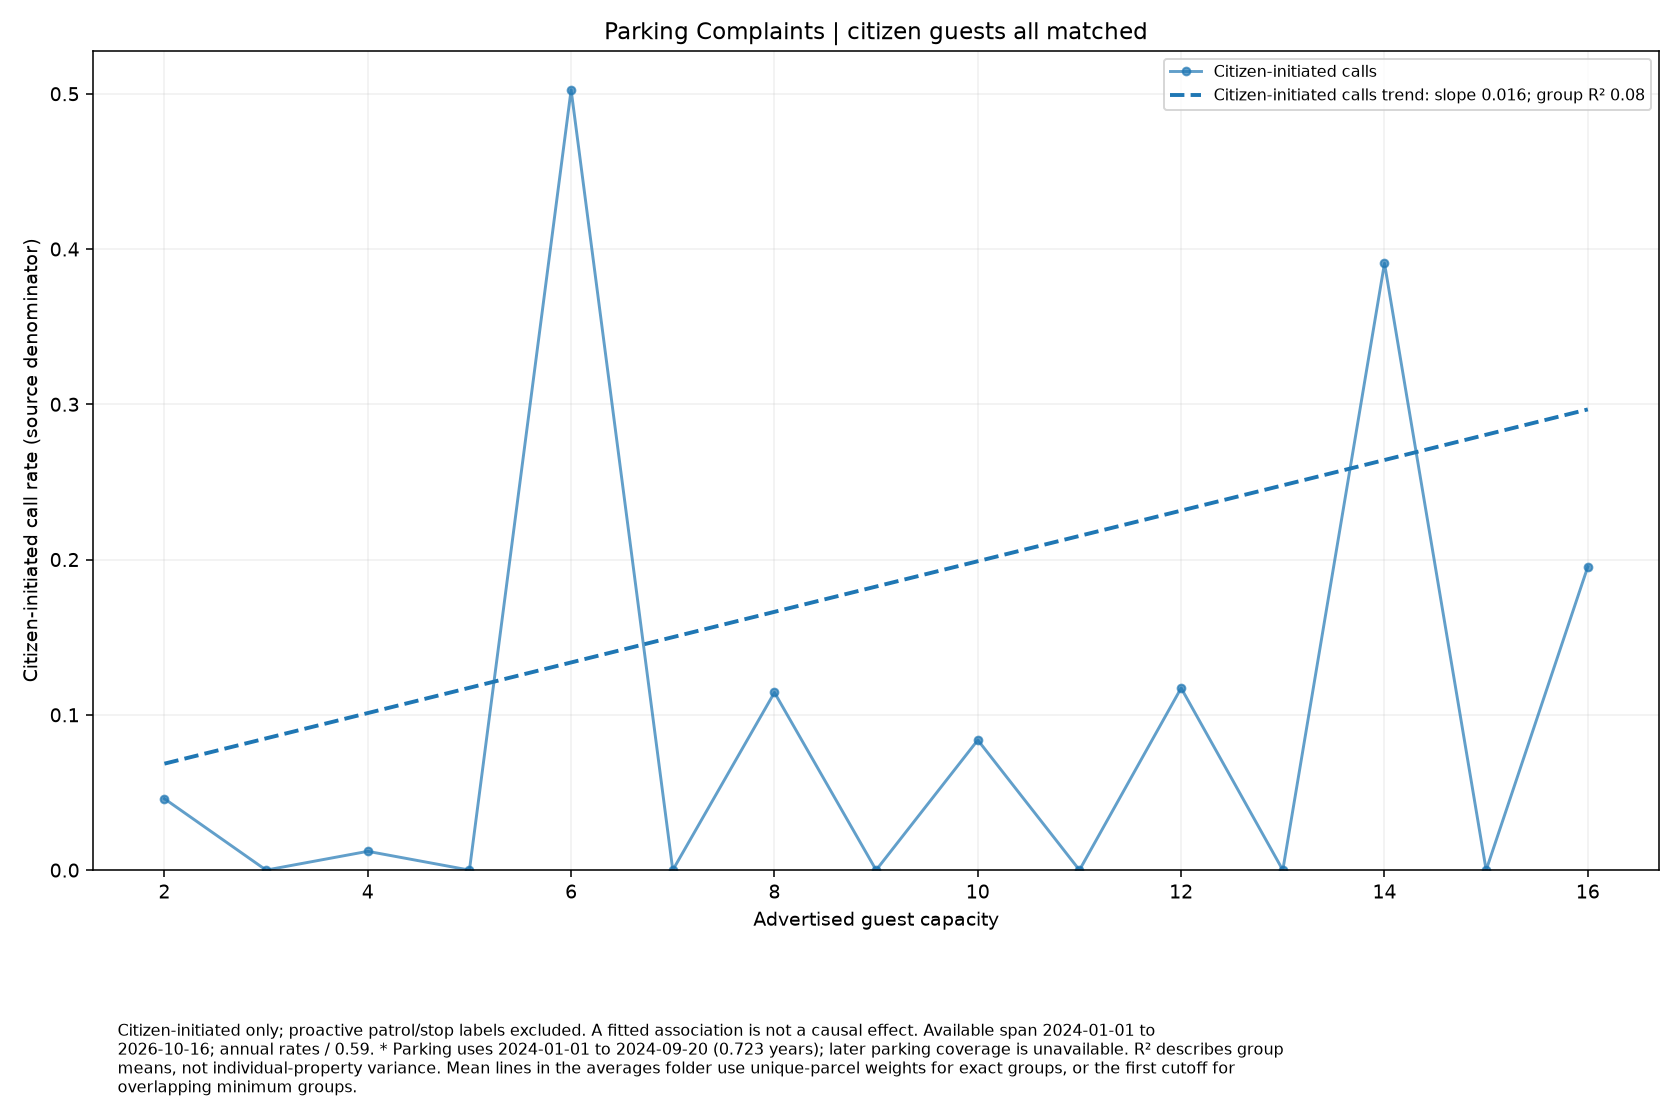 Parking Complaints | citizen guests all matched
Citizen-initiated calls
Citizen-initiated calls trend: slope 0.016; group R² 0.08
Citizen-initiated call rate (source denominator)
0.5
0.4
0.3
0.2
0.1
0.0
2 4 6 8 10 12 14 16
Advertised guest capacity
Citizen-initiated only; proactive patrol/stop labels excluded. A fitted association is not a causal effect. Available span 2024-01-01 to
2026-10-16; annual rates / 0.59. * Parking uses 2024-01-01 to 2024-09-20 (0.723 years); later parking coverage is unavailable. R² describes group
means, not individual-property variance. Mean lines in the averages folder use unique-parcel weights for exact groups, or the first cutoff for
overlapping minimum groups.